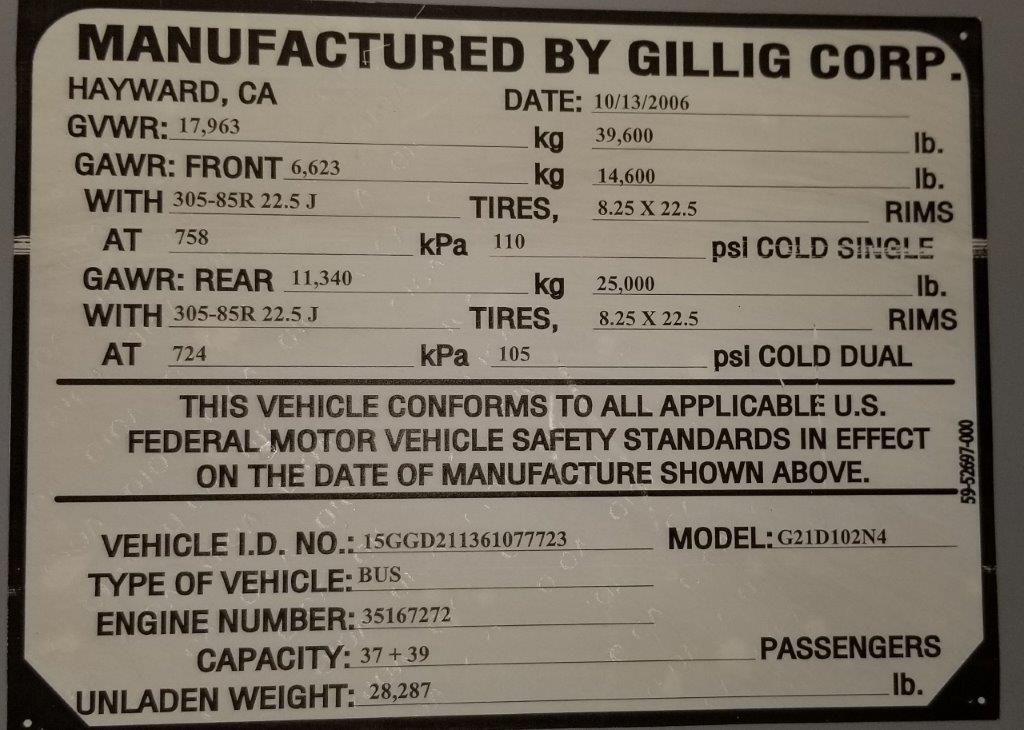 MANUFACTURED BY GILLIG CORP.
HAYWARD, CA DATE: 10/13/2006
GVWR: 17,963 kg 39,600 lb.
GAWR: FRONT 6,623 kg 14,600 lb.
WITH 305-85R 22.5 J TIRES, 8.25 X 22.5 RIMS
AT 758 kPa 110 psi COLD SINGLE
GAWR: REAR 11,340 kg 25,000 lb.
WITH 305-85R 22.5 J TIRES, 8.25 X 22.5 RIMS
AT 724 kPa 105 psi COLD DUAL
THIS VEHICLE CONFORMS TO ALL APPLICABLE U.S.
FEDERAL MOTOR VEHICLE SAFETY STANDARDS IN EFFECT
ON THE DATE OF MANUFACTURE SHOWN ABOVE.
59-52697-000
VEHICLE I.D. NO.: 15GGD211361077723 MODEL: G21D102N4
TYPE OF VEHICLE: BUS
ENGINE NUMBER: 35167272
CAPACITY: 37 + 39 PASSENGERS
UNLADEN WEIGHT: 28,287 lb.